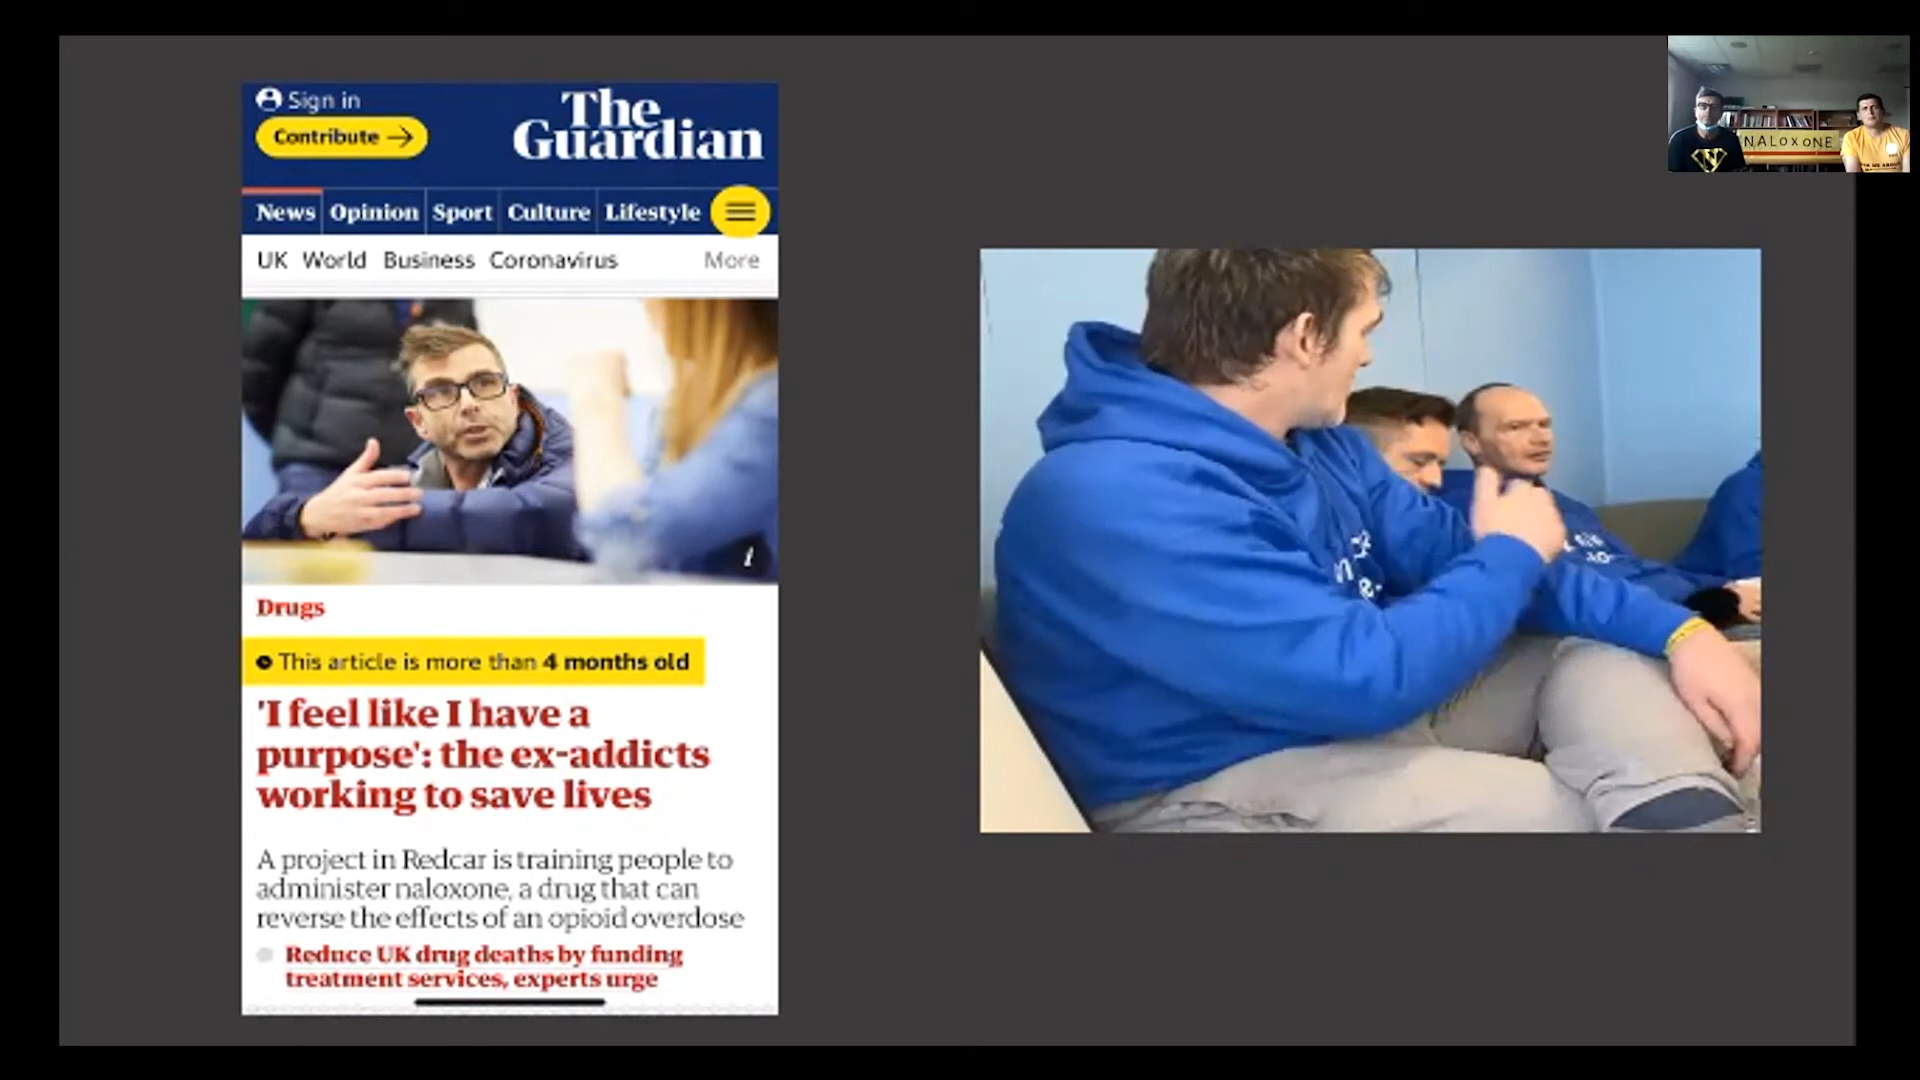 Sign in
Contribute →
The
Guardian
News Opinion Sport Culture Lifestyle
UK World Business Coronavirus More
i
Drugs
This article is more than 4 months old
'I feel like I have a
purpose': the ex-addicts
working to save lives
A project in Redcar is training people to
administer naloxone, a drug that can
reverse the effects of an opioid overdose
Reduce UK drug deaths by funding
treatment services, experts urge
N
NALOXONE